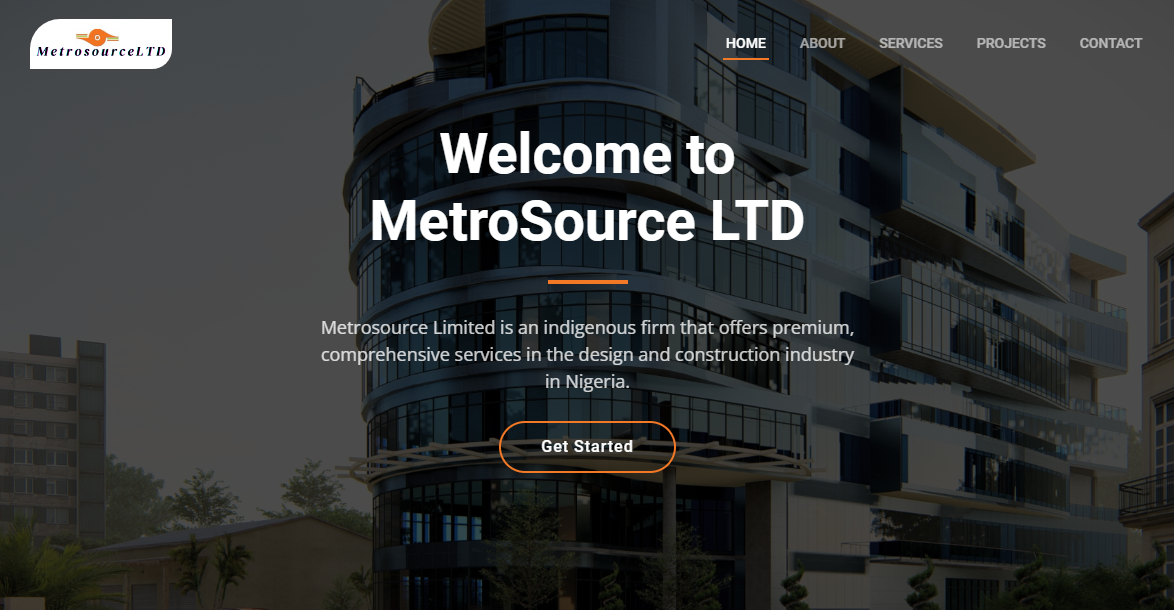 MetrosourceLTD
HOME ABOUT SERVICES PROJECTS CONTACT
Welcome to
MetroSource LTD
Metrosource Limited is an indigenous firm that offers premium,
comprehensive services in the design and construction industry
in Nigeria.
Get Started